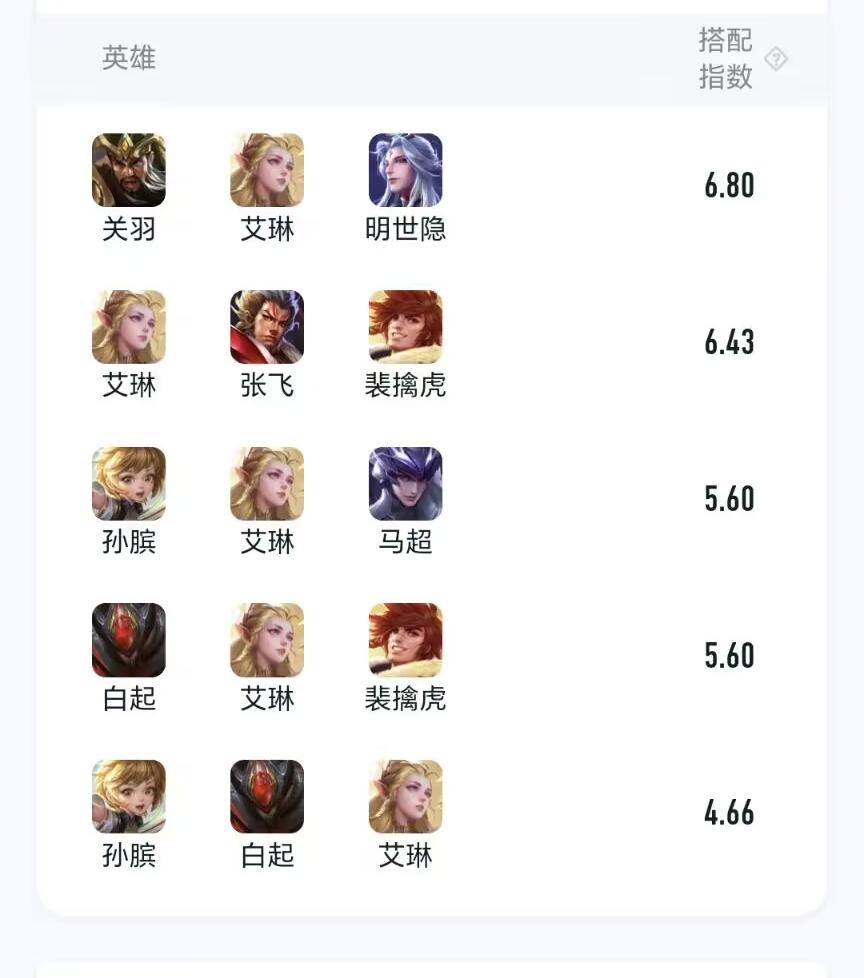 英雄
搭配
指数
?
关羽 艾琳 明世隐 6.80
艾琳 张飞 裴擒虎 6.43
孙膑 艾琳 马超 5.60
白起 艾琳 裴擒虎 5.60
孙膑 白起 艾琳 4.66